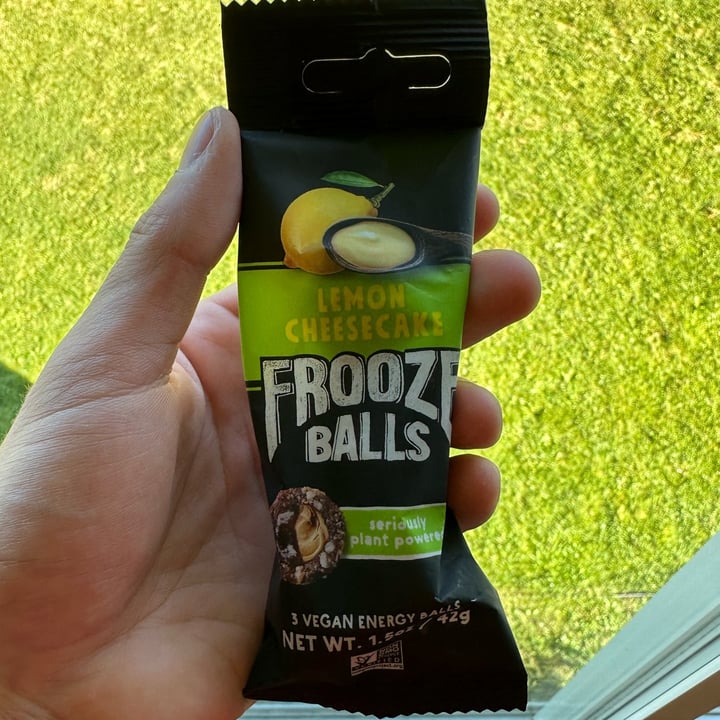 LEMON
CHEESECAKE
FROOZE
BALLS
seriously
plant powered
3 VEGAN ENERGY BALLS
NET WT. 1.5oz / 42g